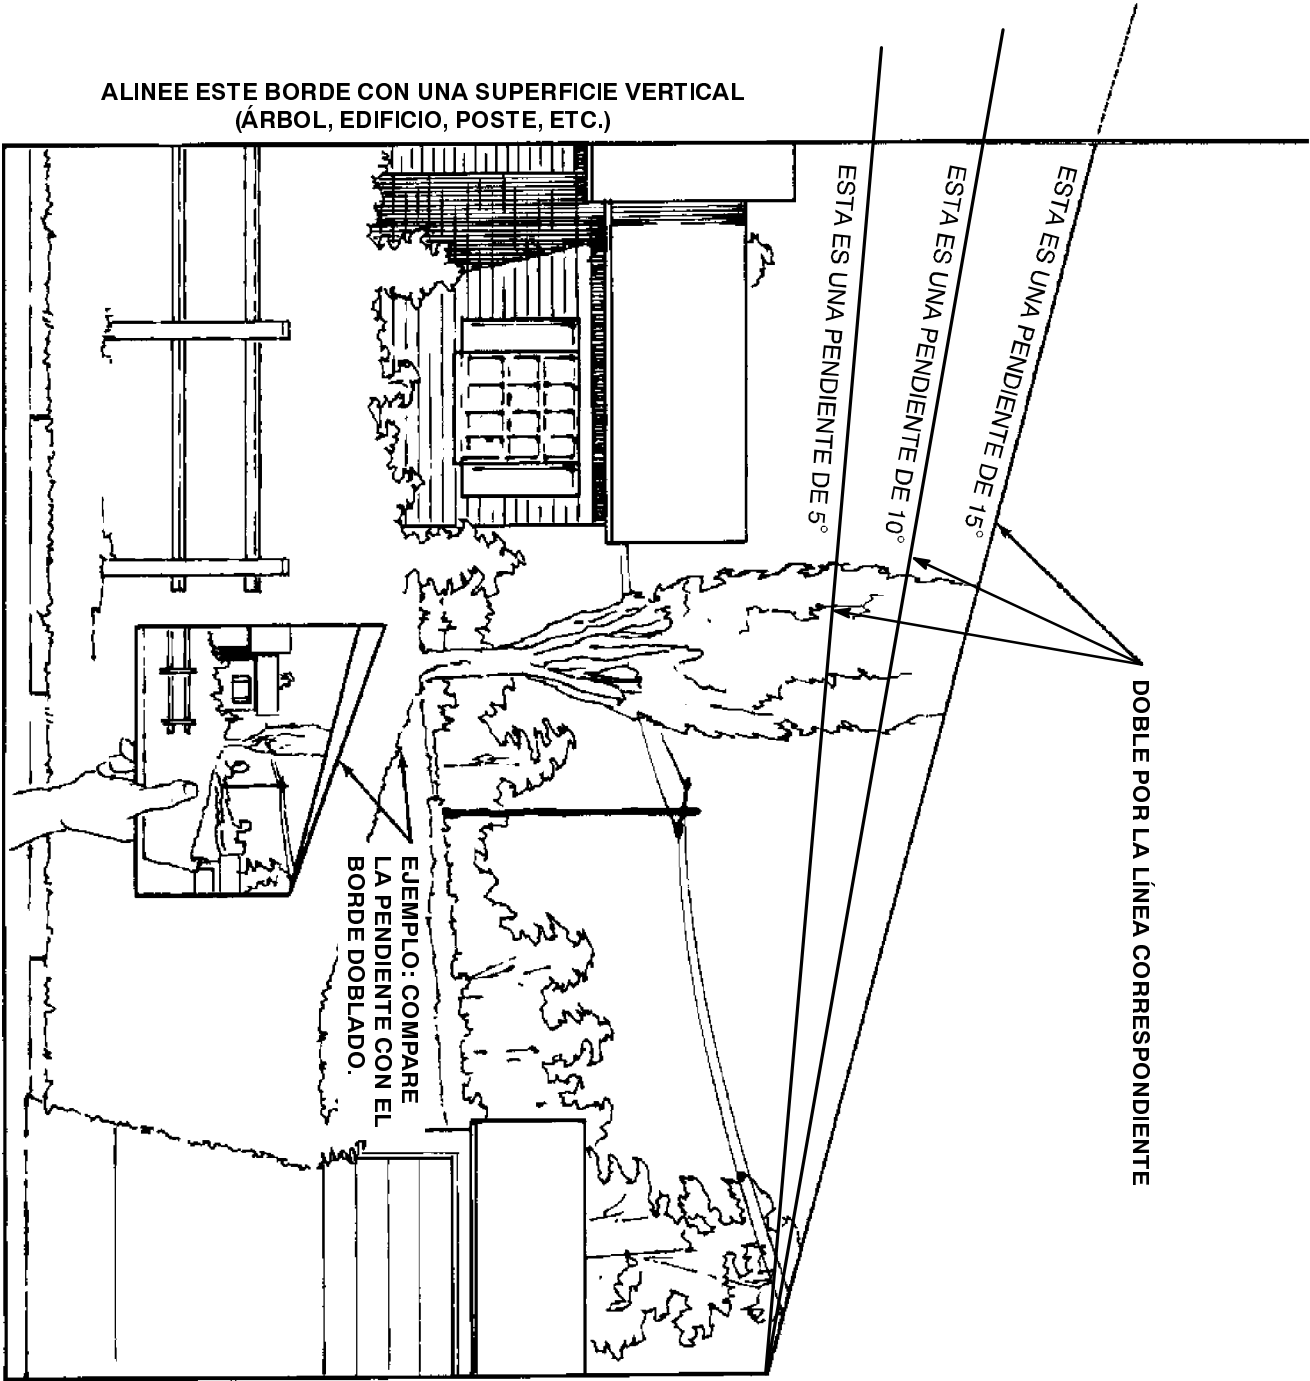 ALINEE ESTE BORDE CON UNA SUPERFICIE VERTICAL
(ÁRBOL, EDIFICIO, POSTE, ETC.)
ESTA ES UNA PENDIENTE DE 15°
ESTA ES UNA PENDIENTE DE 10°
ESTA ES UNA PENDIENTE DE 5°
DOBLE POR LA LÍNEA CORRESPONDIENTE
EJEMPLO: COMPARE
LA PENDIENTE CON EL
BORDE DOBLADO.